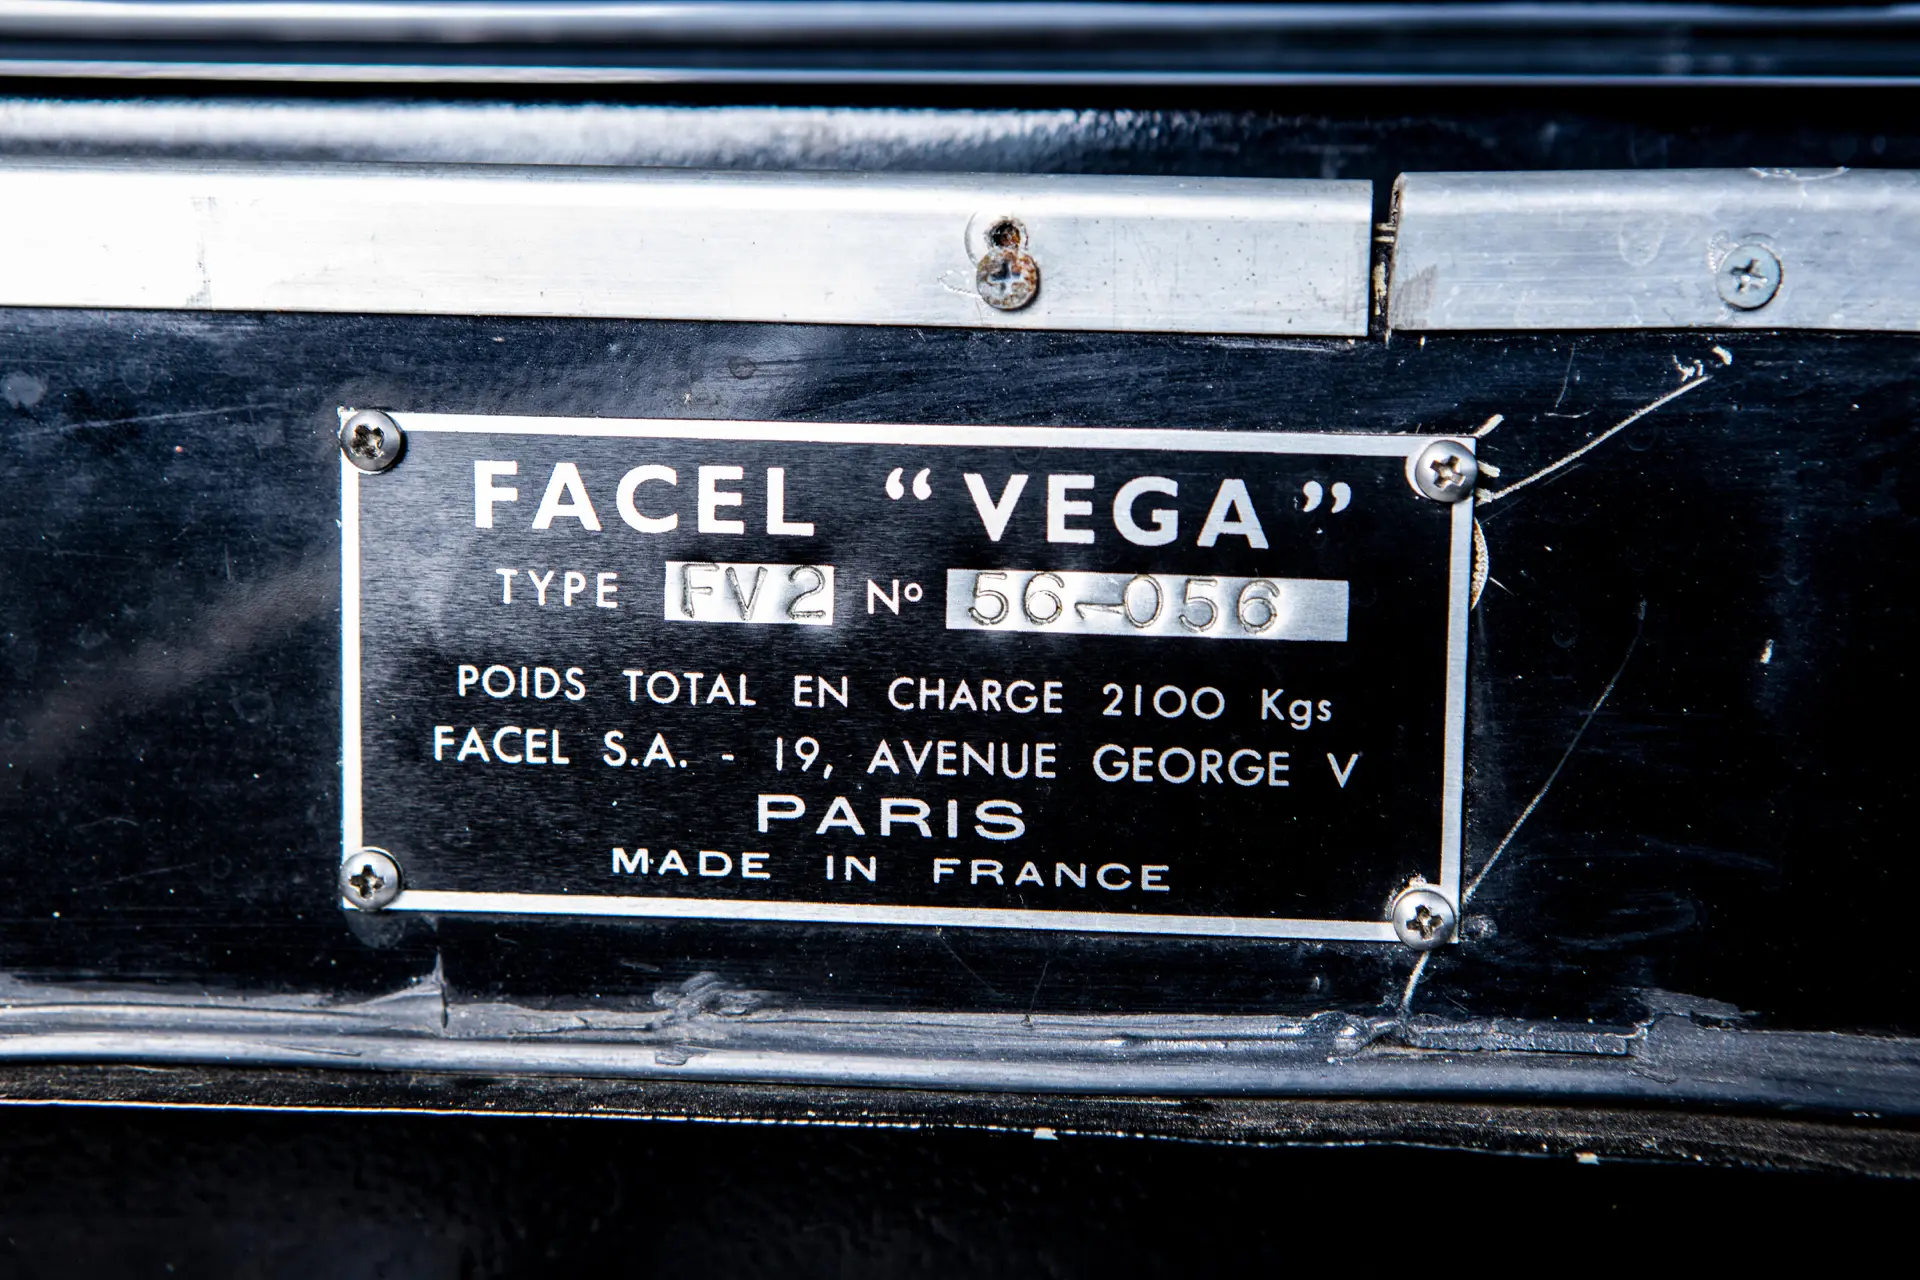 FACEL “VEGA”
TYPE FV2 Nº 56-056
POIDS TOTAL EN CHARGE 2100 Kgs
FACEL S.A. - 19, AVENUE GEORGE V
PARIS
MADE IN FRANCE